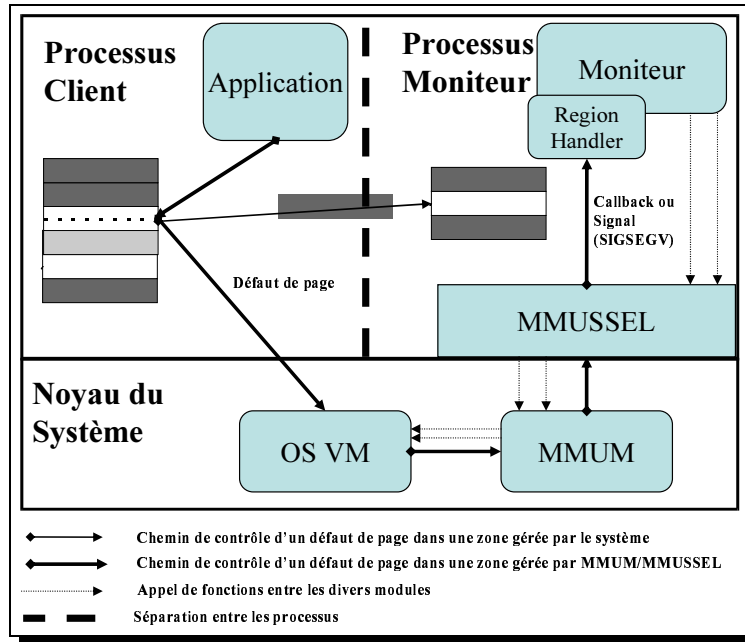 Processus
Client
Application
Processus
Moniteur
Moniteur
Region
Handler
Callback ou
Signal
(SIGSEGV)
Défaut de page
MMUSSEL
Noyau du
Système
OS VM
MMUM
Chemin de contrôle d'un défaut de page dans une zone gérée par le système
Chemin de contrôle d'un défaut de page dans une zone gérée par MMUM/MMUSSEL
Appel de fonctions entre les divers modules
Séparation entre les processus